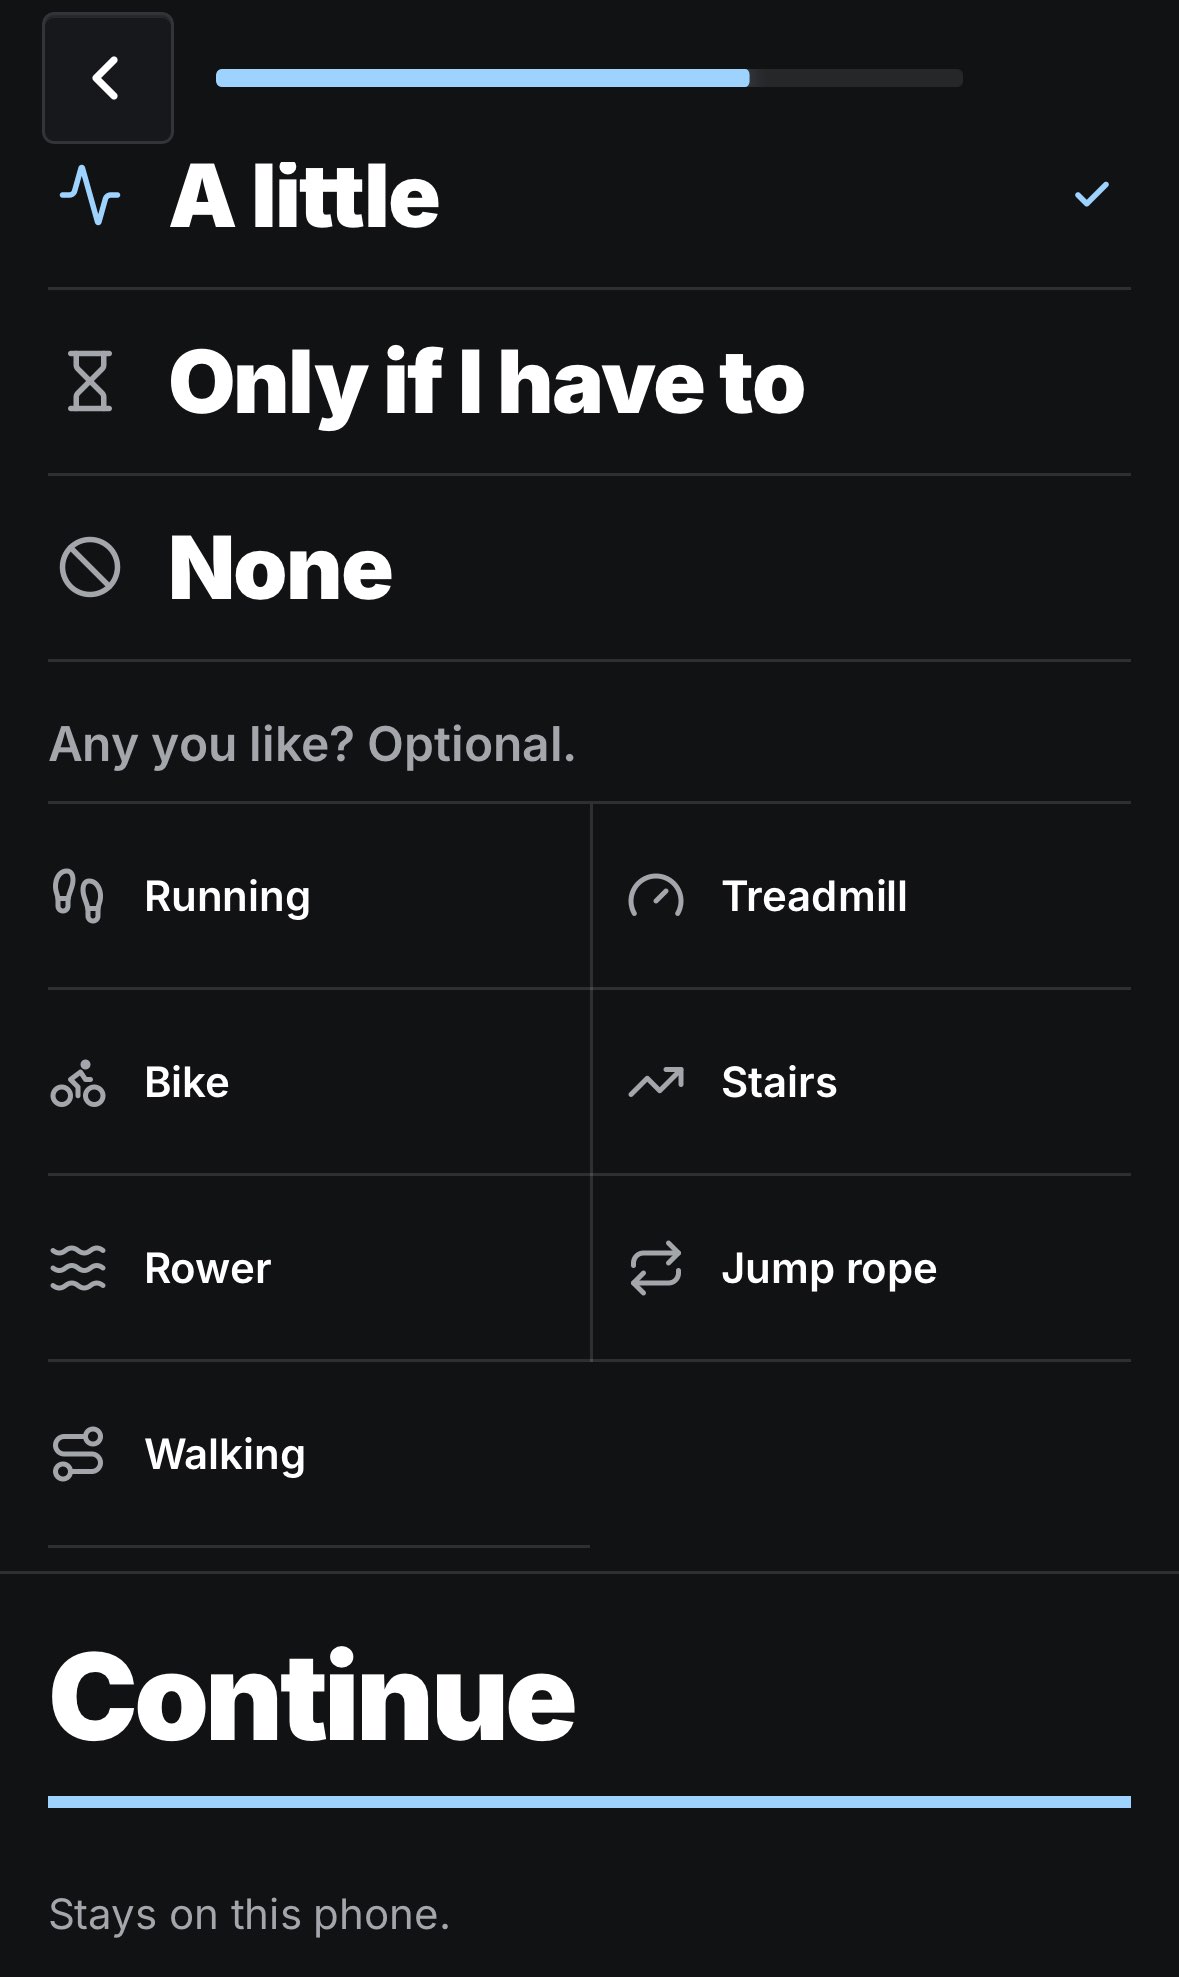 A little
Only if I have to
None
Any you like? Optional.
Running
Treadmill
Bike
Stairs
Rower
Jump rope
Walking
Continue
Stays on this phone.